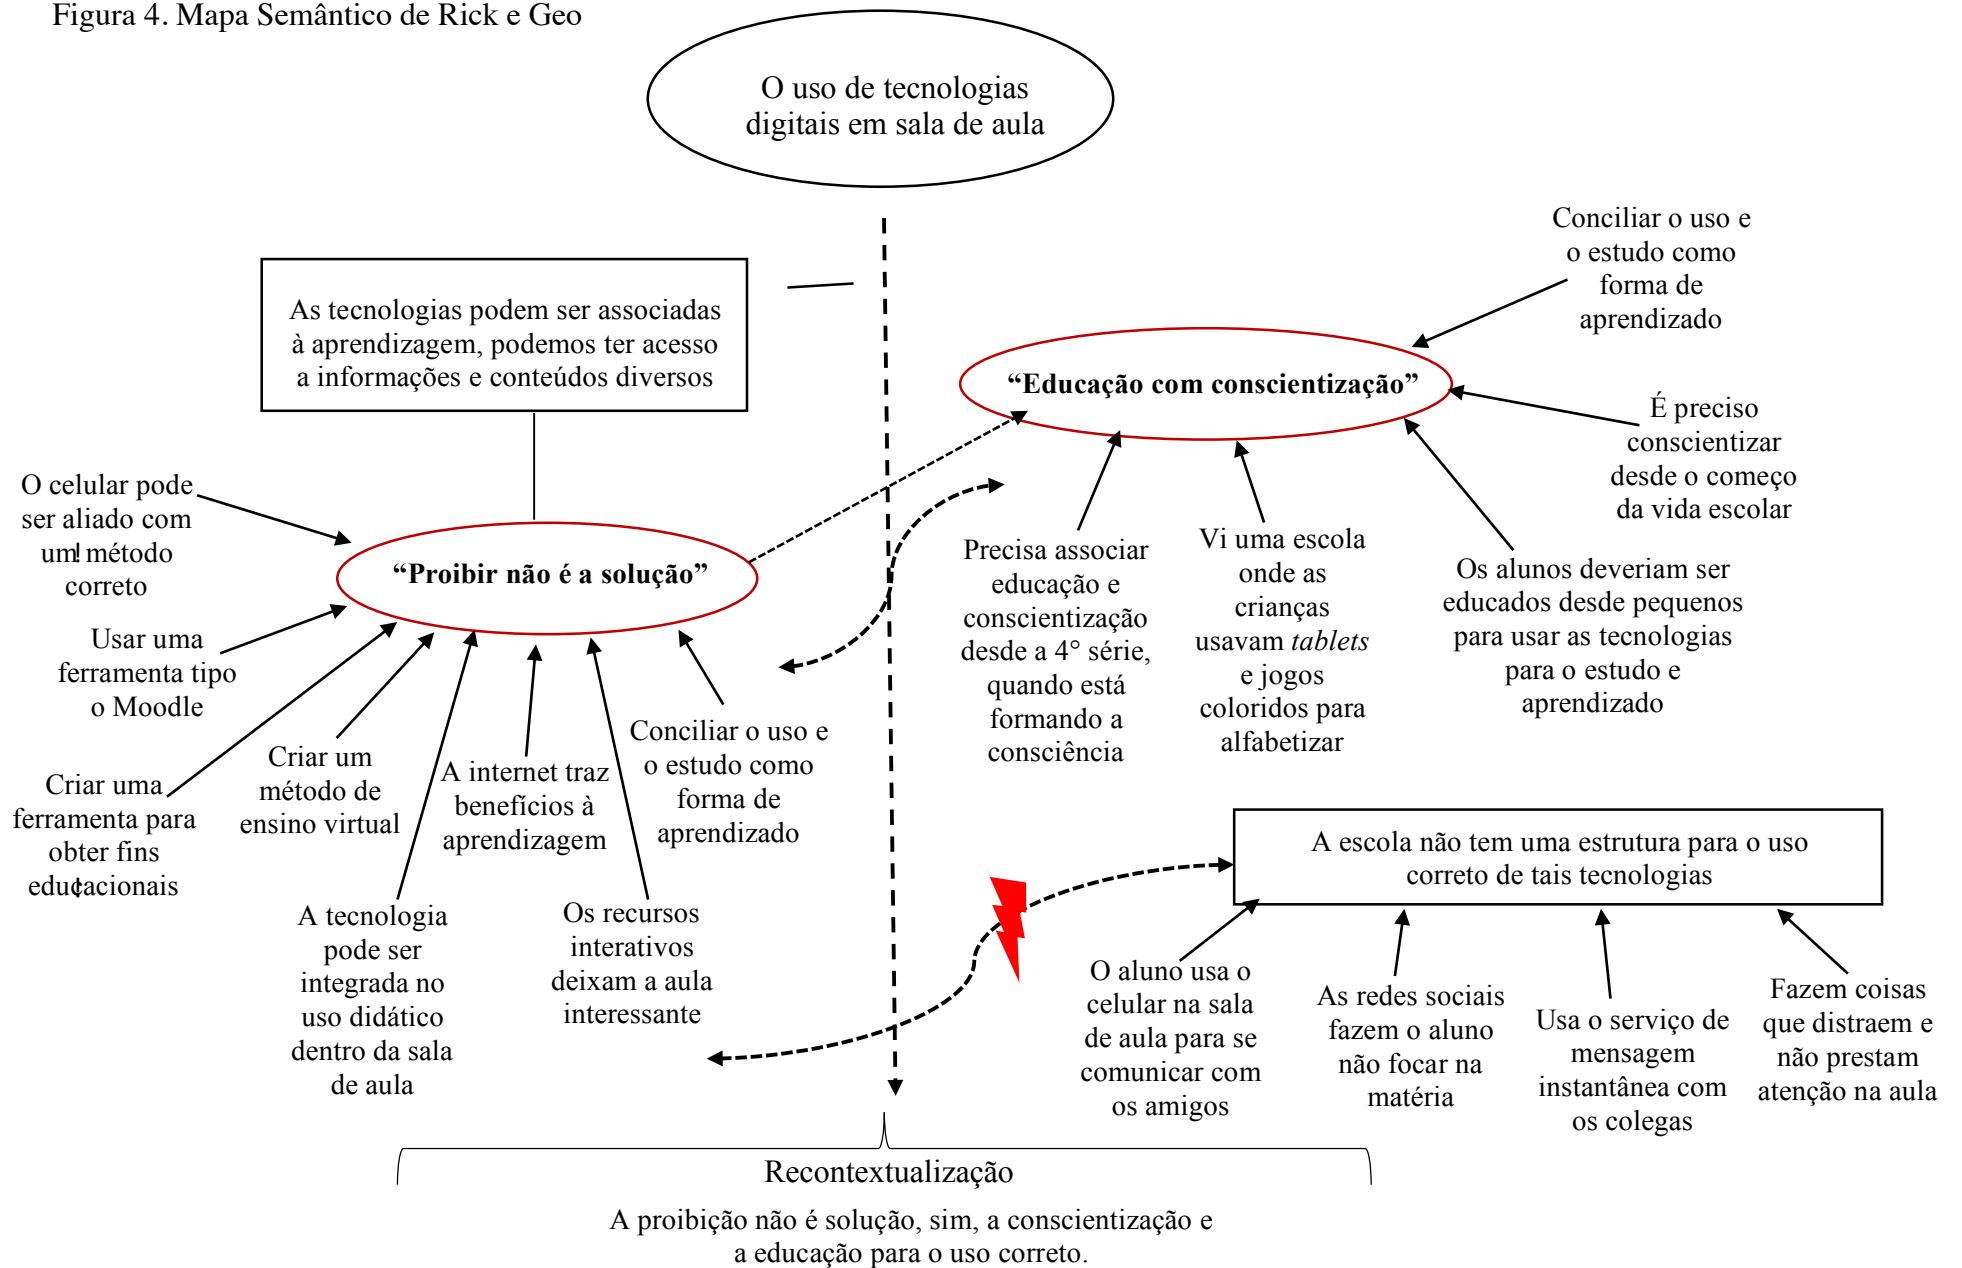 Figura 4. Mapa Semântico de Rick e Geo
O uso de tecnologias
digitais em sala de aula
As tecnologias podem ser associadas
à aprendizagem, podemos ter acesso
a informações e conteúdos diversos
Conciliar o uso e
o estudo como
forma de
aprendizado
“Educação com conscientização”
É preciso
conscientizar
desde o começo
da vida escolar
O celular pode
ser aliado com
um método
correto
“Proibir não é a solução”
Precisa associar
educação e
conscientização
desde a 4° série,
quando está
formando a
consciência
Vi uma escola
onde as
crianças
usavam tablets
e jogos
coloridos para
alfabetizar
Os alunos deveriam ser
educados desde pequenos
para usar as tecnologias
para o estudo e
aprendizado
Usar uma
ferramenta tipo
o Moodle
Criar uma
ferramenta para
obter fins
educacionais
Criar um
método de
ensino virtual
A internet traz
benefícios à
aprendizagem
Conciliar o uso e
o estudo como
forma de
aprendizado
A tecnologia
pode ser
integrada no
uso didático
dentro da sala
de aula
Os recursos
interativos
deixam a aula
interessante
A escola não tem uma estrutura para o uso
correto de tais tecnologias
O aluno usa o
celular na sala
de aula para se
comunicar com
os amigos
As redes sociais
fazem o aluno
não focar na
matéria
Usa o serviço de
mensagem
instantânea com
os colegas
Fazem coisas
que distraem e
não prestam
atenção na aula
Recontextualização
A proibição não é solução, sim, a conscientização e
a educação para o uso correto.